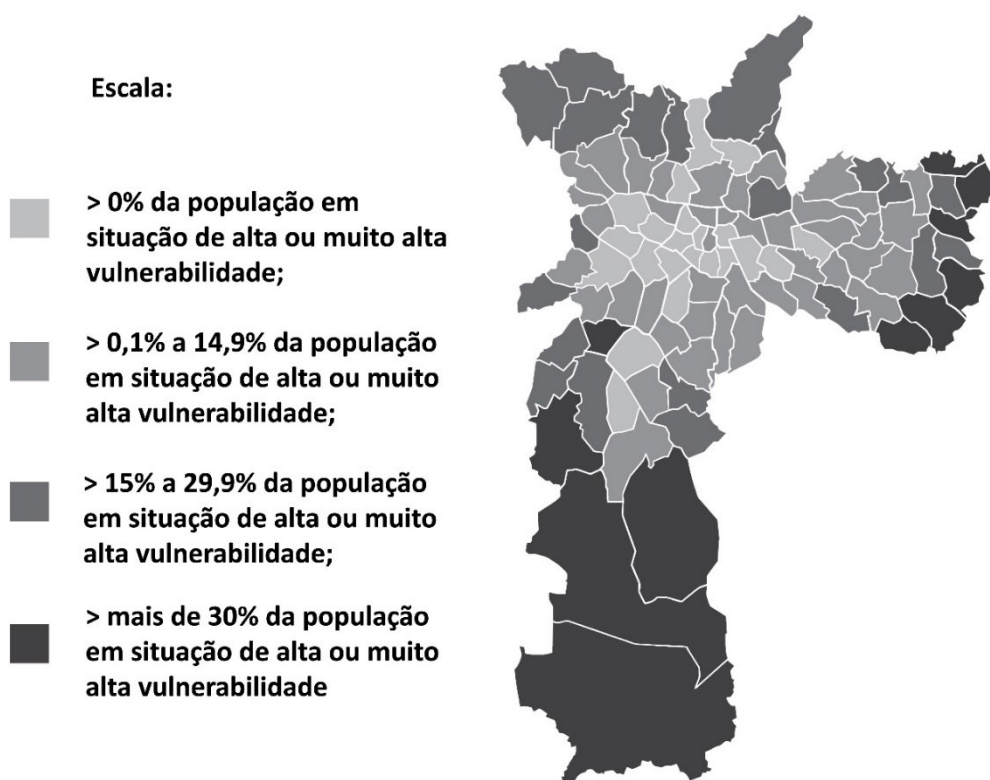 Escala:
> 0% da população em
situação de alta ou muito alta
vulnerabilidade;
> 0,1% a 14,9% da população
em situação de alta ou muito
alta vulnerabilidade;
> 15% a 29,9% da população
em situação de alta ou muito
alta vulnerabilidade;
> mais de 30% da população
em situação de alta ou muito
alta vulnerabilidade